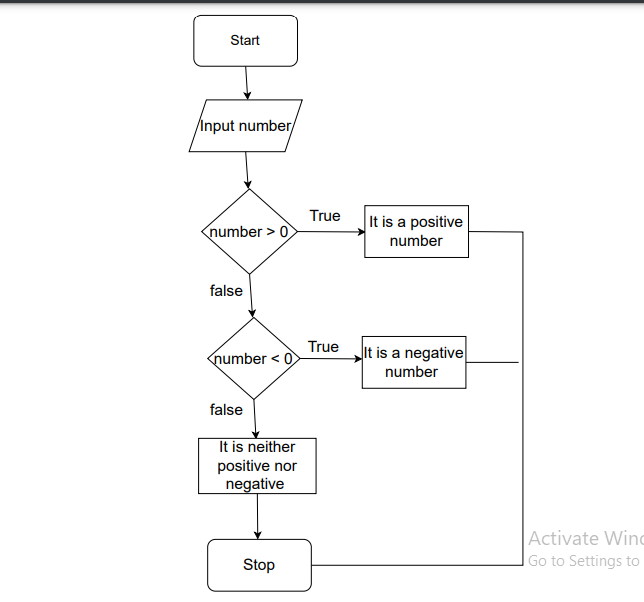 Start
Input number
number > 0
True
It is a positive
number
false
number < 0
True
It is a negative
number
false
It is neither
positive nor
negative
Stop
Activate Wind
Go to Settings to